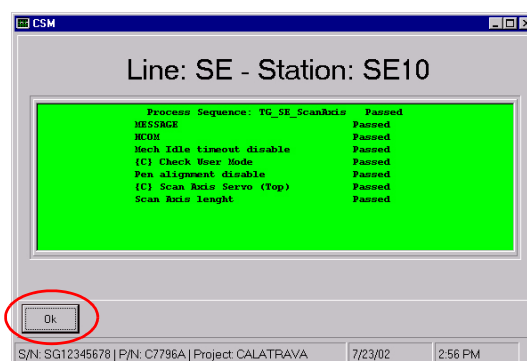 CSM
Line: SE - Station: SE10
Process Sequence: TG_SE_ScanAxis Passed
MESSAGE Passed
HCOM Passed
Mech Idle timeout disable Passed
{C} Check User Mode Passed
Pen alignment disable Passed
{C} Scan Axis Servo (Top) Passed
Scan Axis lenght Passed
Ok
S/N: SG12345678 | P/N: C7796A | Project: CALATRAVA 7/23/02 2:56 PM